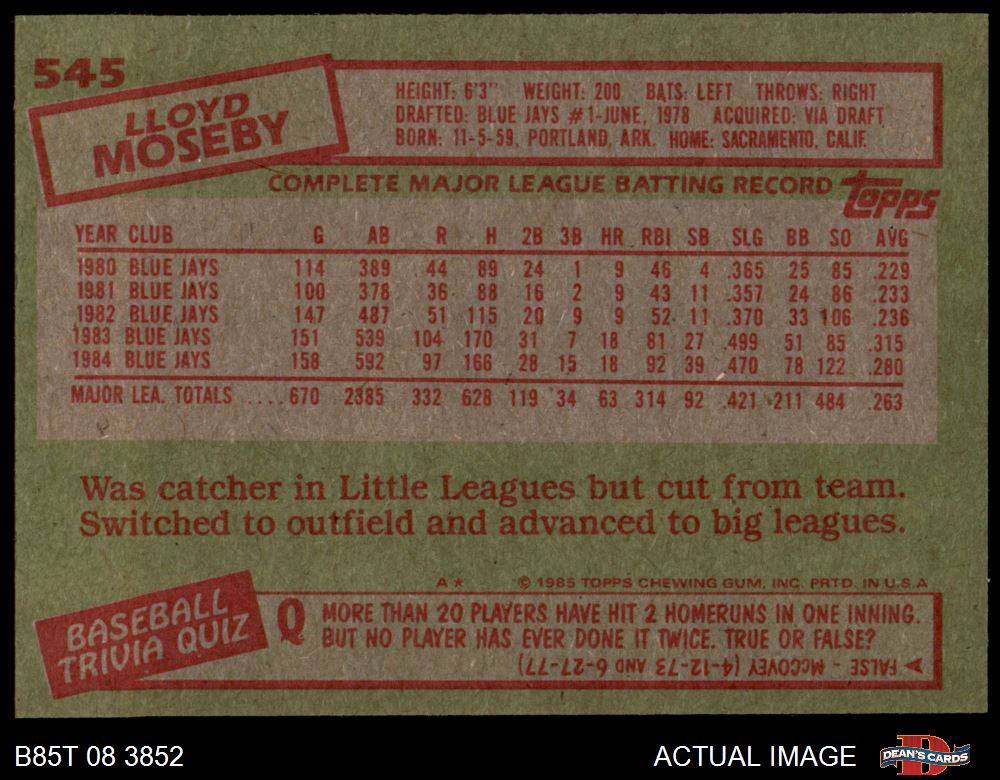 545
LLOYD
MOSEBY
HEIGHT: 6'3" WEIGHT: 200 BATS: LEFT THROWS: RIGHT
DRAFTED: BLUE JAYS #1-JUNE, 1978 ACQUIRED: VIA DRAFT
BORN: 11-5-59, PORTLAND, ARK. HOME: SACRAMENTO, CALIF.
COMPLETE MAJOR LEAGUE BATTING RECORD topps
YEAR CLUB G AB R H 2B 3B HR RBI SB SLG BB SO AVG
1980 BLUE JAYS 114 389 44 89 24 1 9 46 4 .365 25 85 .229
1981 BLUE JAYS 100 378 36 88 16 2 9 43 11 .357 24 86 .233
1982 BLUE JAYS 147 487 51 115 20 9 9 52 11 .370 33 106 .236
1983 BLUE JAYS 151 539 104 170 31 7 18 81 27 .499 51 85 .315
1984 BLUE JAYS 158 592 97 166 28 15 18 92 39 .470 78 122 .280
MAJOR LEA. TOTALS ....670 2385 332 628 119 34 63 314 92 .421 211 484 .263
Was catcher in Little Leagues but cut from team.
Switched to outfield and advanced to big leagues.
A★ © 1985 TOPPS CHEWING GUM, INC. PRTD. IN U.S.A
BASEBALL
TRIVIA QUIZ
Q MORE THAN 20 PLAYERS HAVE HIT 2 HOMERUNS IN ONE INNING.
BUT NO PLAYER HAS EVER DONE IT TWICE. TRUE OR FALSE?
FALSE - McCOVEY (4-12-73 AND 6-27-77)
B85T 08 3852
ACTUAL IMAGE
D
DEAN'S CARDS